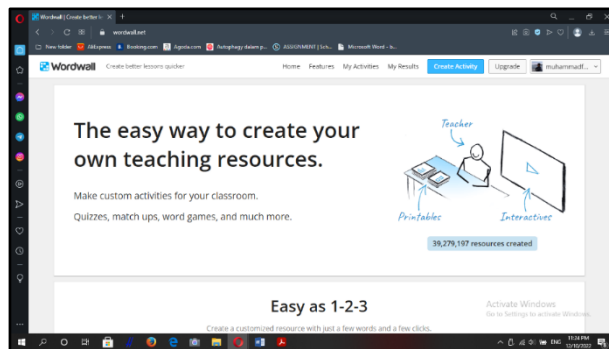 Wordwall | Create better l
wordwall.net
New folder AliExpress Booking.com Agoda.com Autophagy dalam p... ASSIGNMENT | Sch... Microsoft Word - b...
Wordwall Create better lessons quicker Home Features My Activities My Results Create Activity Upgrade muhammadf...
The easy way to create your
own teaching resources.
Make custom activities for your classroom.
Quizzes, match ups, word games, and much more.
Teacher
Printables
Interactives
39,279,197 resources created
Easy as 1-2-3
Create a customized resource with just a few words and a few clicks.
Activate Windows
Go to Settings to activate Windows.
ENG
11:24 PM
12/10/2022